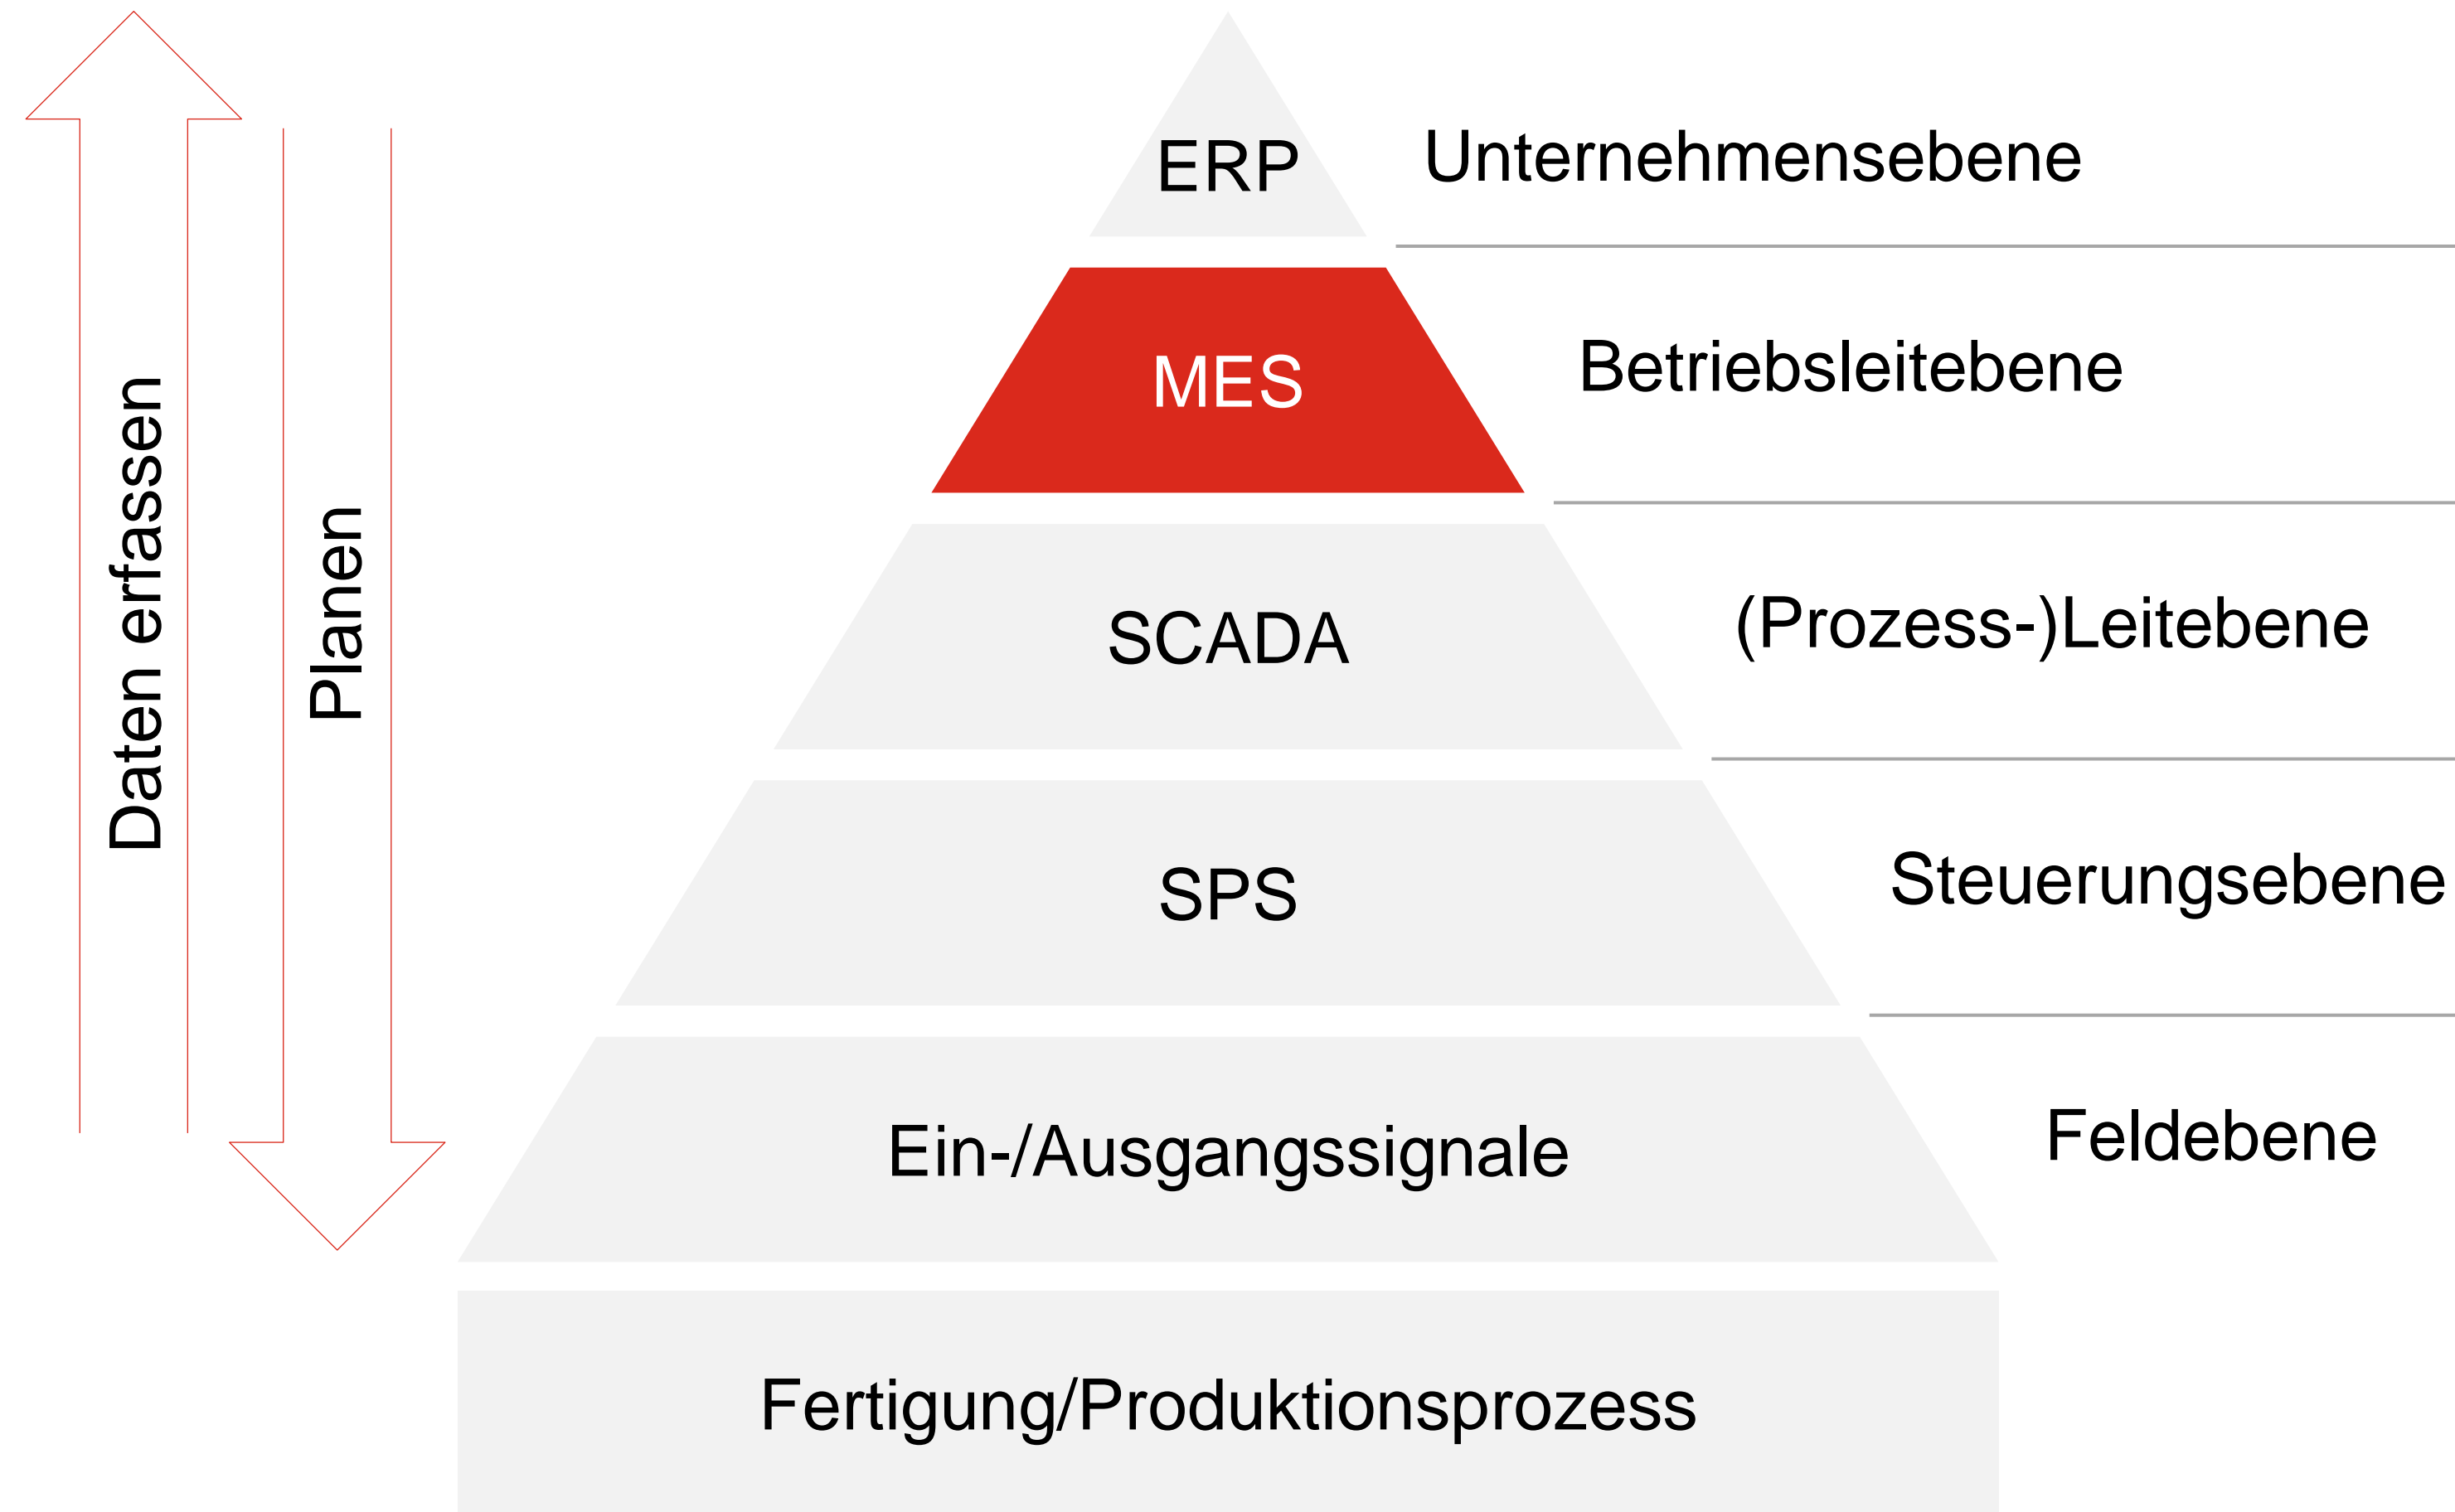 Daten erfassen
Planen
ERP
Unternehmensebene
MES
Betriebsleitebene
SCADA
(Prozess-)Leitebene
SPS
Steuerungsebene
Ein-/Ausgangssignale
Feldebene
Fertigung/Produktionsprozess